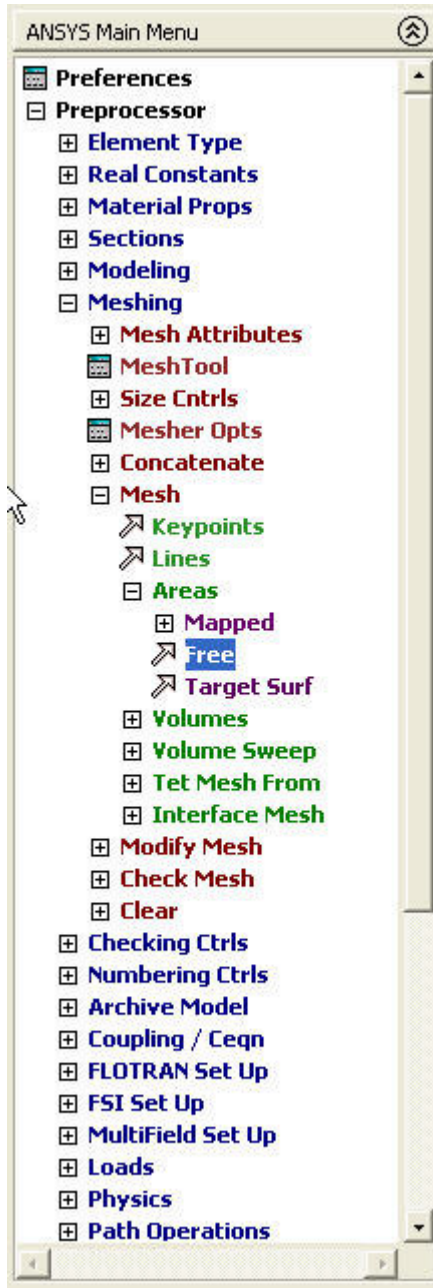 ANSYS Main Menu
Preferences
Preprocessor
Element Type
Real Constants
Material Props
Sections
Modeling
Meshing
Mesh Attributes
MeshTool
Size Cntrls
Mesher Opts
Concatenate
Mesh
Keypoints
Lines
Areas
Mapped
Free
Target Surf
Volumes
Volume Sweep
Tet Mesh From
Interface Mesh
Modify Mesh
Check Mesh
Clear
Checking Ctrls
Numbering Ctrls
Archive Model
Coupling / Ceqn
FLOTRAN Set Up
FSI Set Up
MultiField Set Up
Loads
Physics
Path Operations